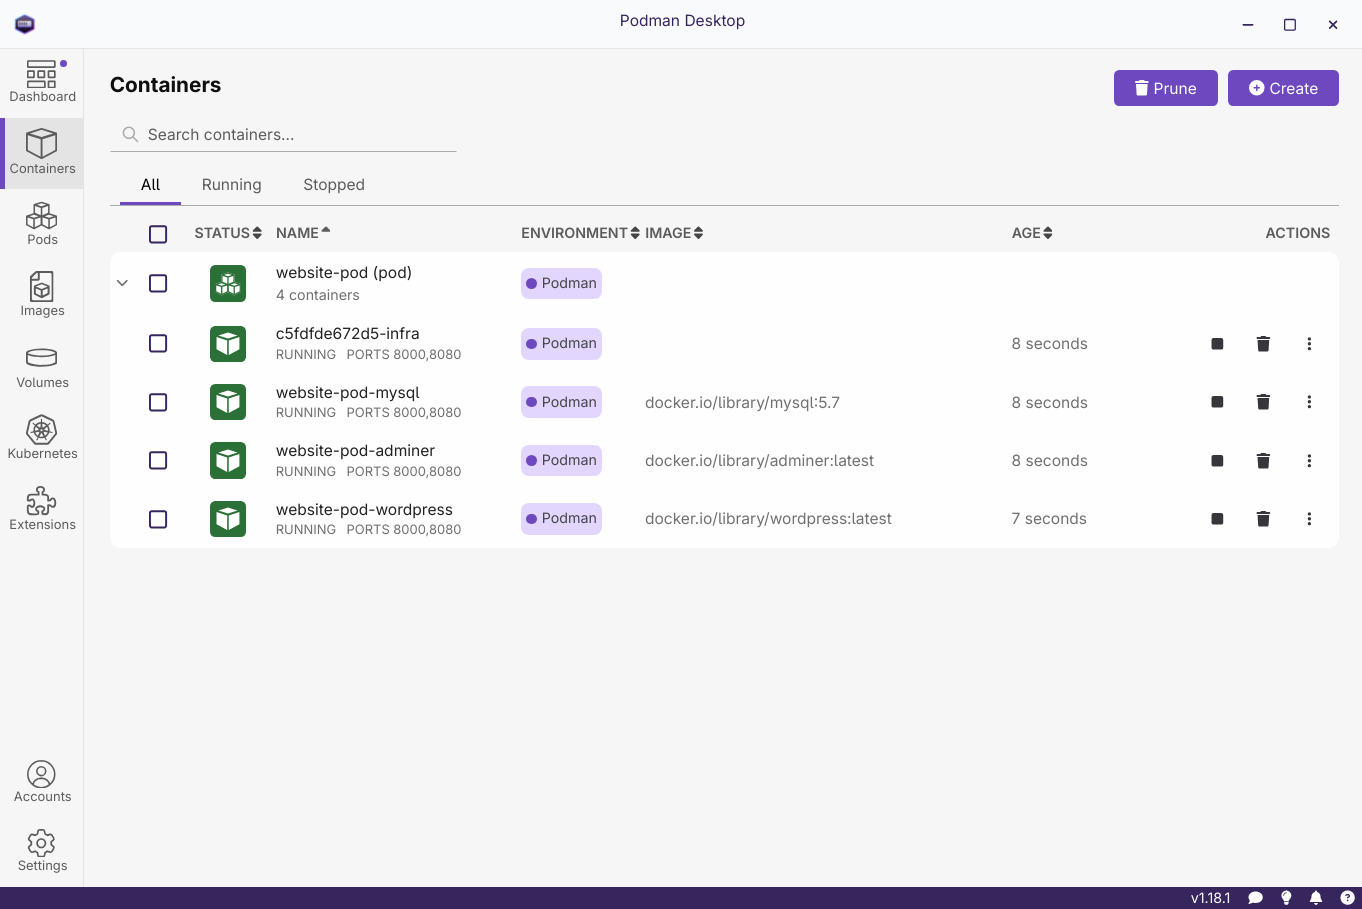 Podman Desktop
Dashboard
Containers
Pods
Images
Volumes
Kubernetes
Extensions
Accounts
Settings
Containers
Prune
Create
Search containers...
All Running Stopped
STATUS NAME ENVIRONMENT IMAGE AGE ACTIONS
website-pod (pod)
4 containers
Podman
c5fdfde672d5-infra
RUNNING PORTS 8000,8080
Podman
8 seconds
website-pod-mysql
RUNNING PORTS 8000,8080
Podman
docker.io/library/mysql:5.7
8 seconds
website-pod-adminer
RUNNING PORTS 8000,8080
Podman
docker.io/library/adminer:latest
8 seconds
website-pod-wordpress
RUNNING PORTS 8000,8080
Podman
docker.io/library/wordpress:latest
7 seconds
v1.18.1